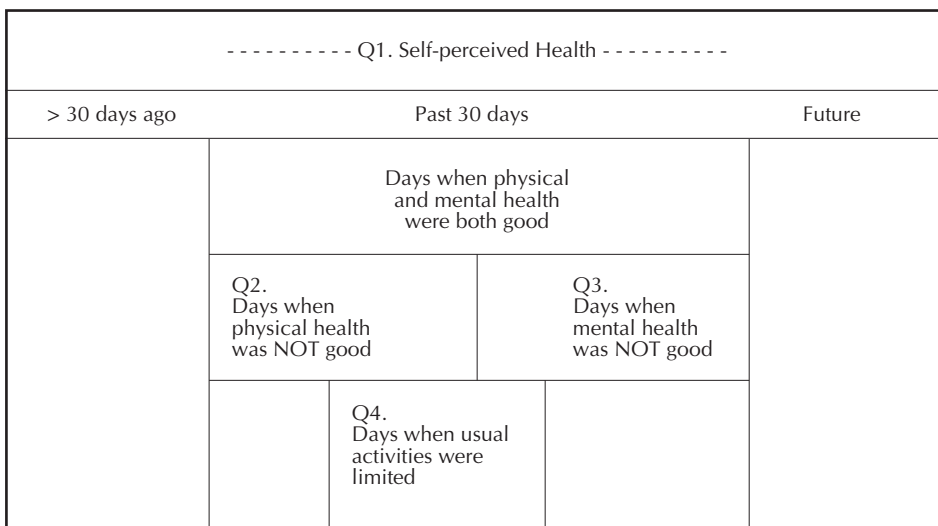 - - - - - - - - - - Q1. Self-perceived Health - - - - - - - - - -
> 30 days ago Past 30 days Future
Days when physical
and mental health
were both good
Q2.
Days when
physical health
was NOT good
Q3.
Days when
mental health
was NOT good
Q4.
Days when usual
activities were
limited